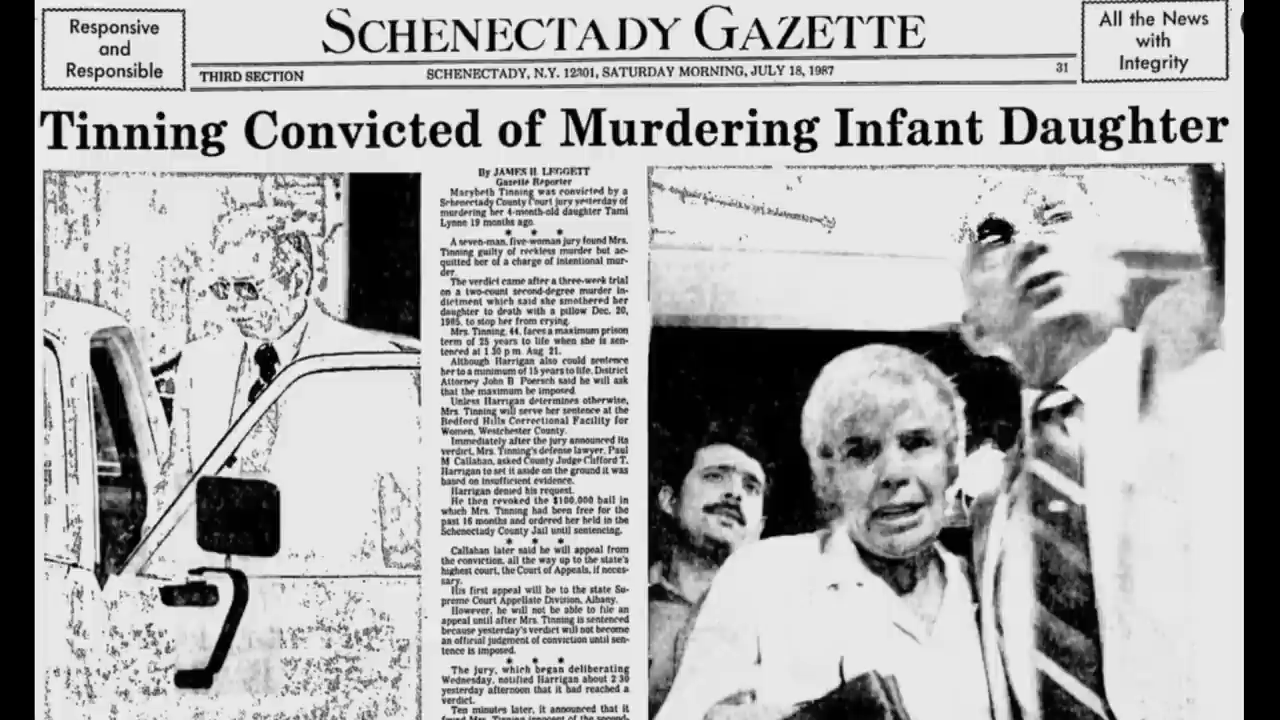 Responsive
and
Responsible
SCHENECTADY GAZETTE
All the News
with
Integrity
THIRD SECTION
SCHENECTADY, N.Y. 12301, SATURDAY MORNING, JULY 18, 1987
31
Tinning Convicted of Murdering Infant Daughter
By JAMES H. LEGGETT
Gazette Reporter
Marybeth Tinning was convicted by a
Schenectady County Court jury yesterday of
murdering her 4-month-old daughter Tami
Lynne 19 months ago.
* * *
A seven-man, five-woman jury found Mrs.
Tinning guilty of reckless murder but ac-
quitted her of a charge of intentional mur-
der.
The verdict came after a three-week trial
on a two-count second-degree murder in-
dictment which said she smothered her
daughter to death with a pillow Dec. 20,
1985, to stop her from crying.
Mrs. Tinning, 44, faces a maximum prison
term of 25 years to life when she is sen-
tenced at 1:30 p.m. Aug. 21.
Although Harrigan also could sentence
her to a minimum of 15 years to life, District
Attorney John B. Poersch said he will ask
that the maximum be imposed.
Unless Harrigan determines otherwise,
Mrs. Tinning will serve her sentence at the
Bedford Hills Correctional Facility for
Women, Westchester County.
Immediately after the jury announced its
verdict, Mrs. Tinning's defense lawyer, Paul
M. Callahan, asked County Judge Clifford T.
Harrigan to set it aside on the ground it was
based on insufficient evidence.
Harrigan denied his request.
He then revoked the $100,000 bail in
which Mrs. Tinning had been free for the
past 16 months and ordered her held in the
Schenectady County Jail until sentencing.
* * *
Callahan later said he will appeal from
the conviction, all the way up to the state's
highest court, the Court of Appeals, if neces-
sary.
His first appeal will be to the state Su-
preme Court Appellate Division, Albany.
However, he will not be able to file an
appeal until after Mrs. Tinning is sentenced
because yesterday's verdict will not become
an official judgment of conviction until sen-
tence is imposed.
* * *
The jury, which began deliberating
Wednesday, notified Harrigan about 2:30
yesterday afternoon that it had reached a
verdict.
Ten minutes later, it announced that it
found Mrs. Tinning innocent of the second-